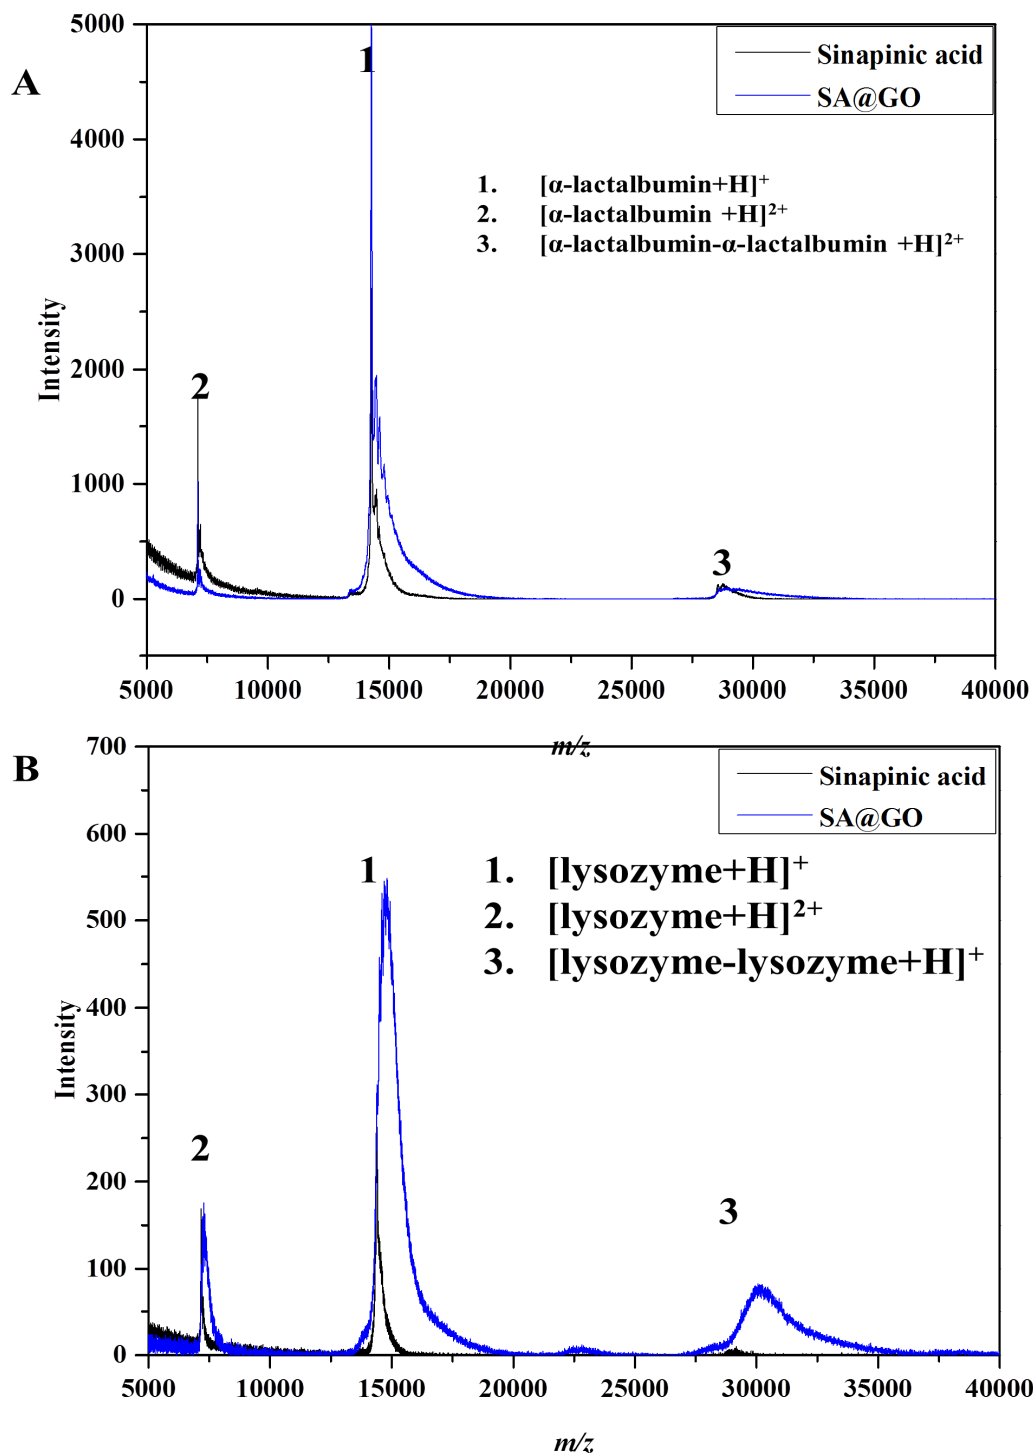 A
5000
4000
3000
2000
1000
0
Intensity
Sinapinic acid
SA@GO
1. [α-lactalbumin+H]⁺
2. [α-lactalbumin +H]²⁺
3. [α-lactalbumin-α-lactalbumin +H]²⁺
1
2
3
5000 10000 15000 20000 25000 30000 35000 40000
m/z
B
700
600
500
400
300
200
100
0
Intensity
Sinapinic acid
SA@GO
1. [lysozyme+H]⁺
2. [lysozyme+H]²⁺
3. [lysozyme-lysozyme+H]⁺
1
2
3
5000 10000 15000 20000 25000 30000 35000 40000
m/z